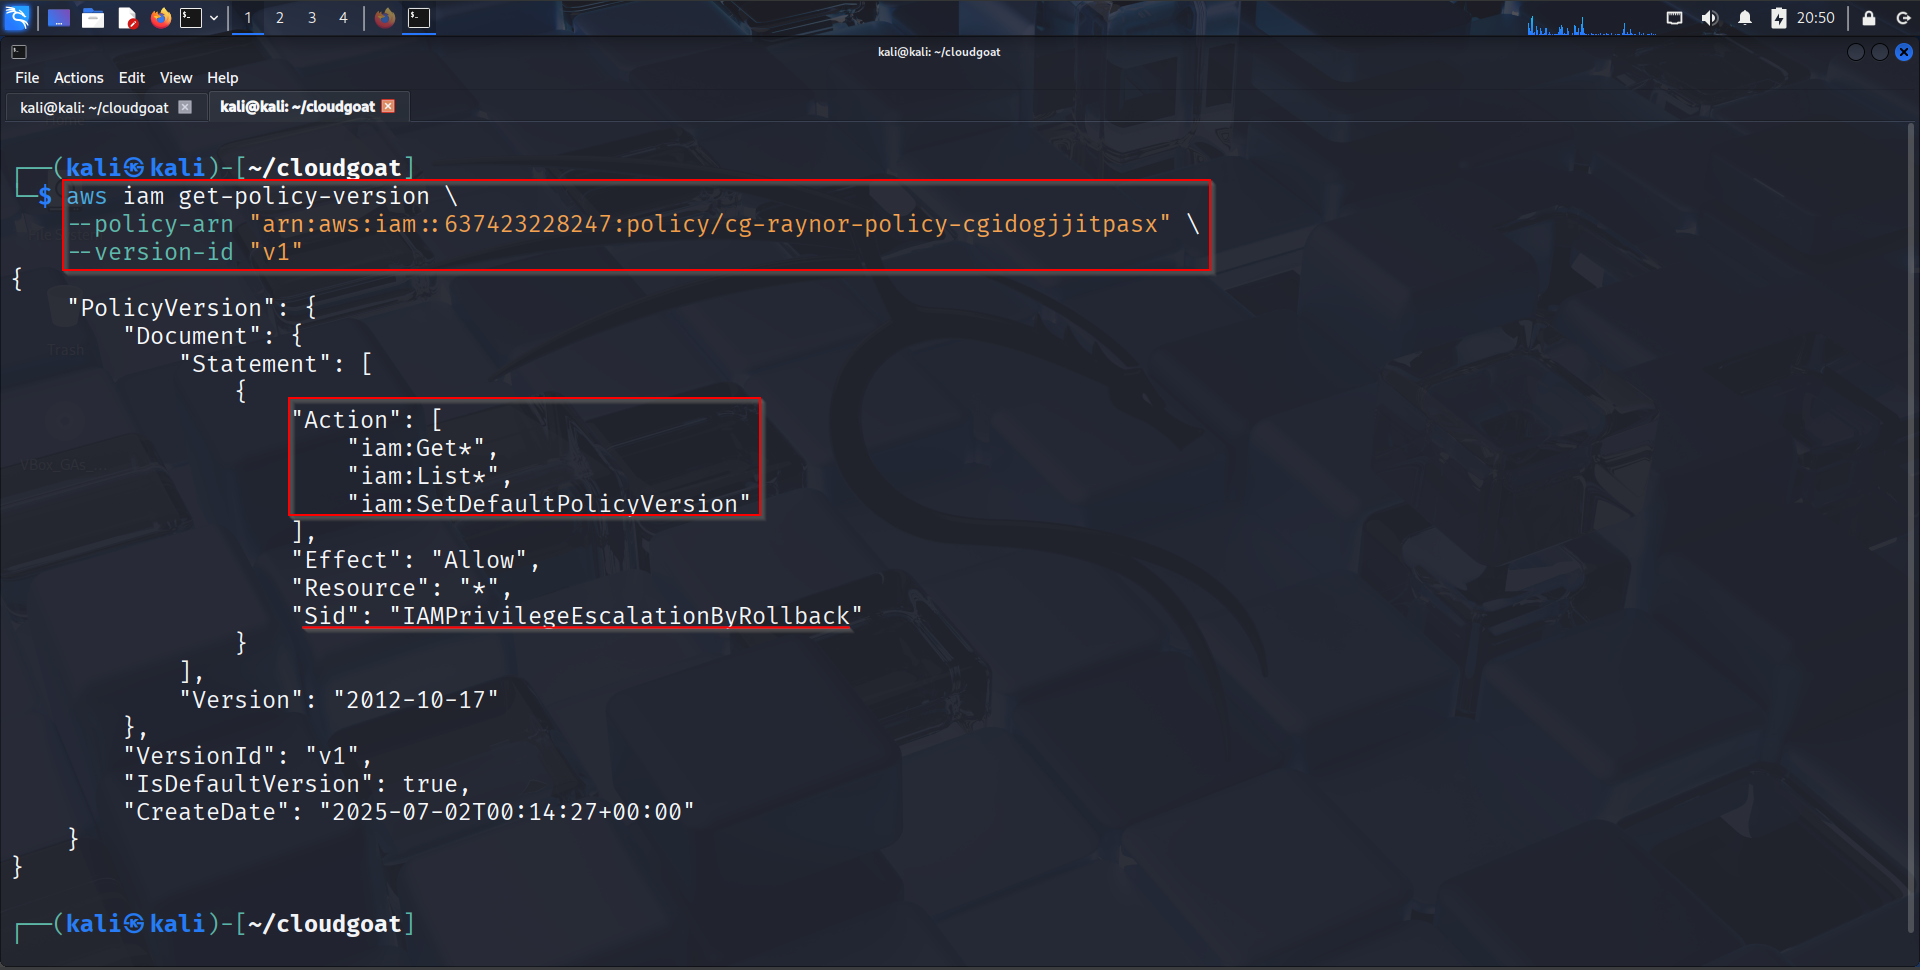 1 2 3 4
20:50
kali@kali: ~/cloudgoat
File Actions Edit View Help
kali@kali: ~/cloudgoat
kali@kali: ~/cloudgoat
┌──(kali㉿kali)-[~/cloudgoat]
└─$ aws iam get-policy-version \
--policy-arn "arn:aws:iam::637423228247:policy/cg-raynor-policy-cgidogjjitpasx" \
--version-id "v1"
{
    "PolicyVersion": {
        "Document": {
            "Statement": [
                {
                    "Action": [
                        "iam:Get*",
                        "iam:List*",
                        "iam:SetDefaultPolicyVersion"
                    ],
                    "Effect": "Allow",
                    "Resource": "*",
                    "Sid": "IAMPrivilegeEscalationByRollback"
                }
            ],
            "Version": "2012-10-17"
        },
        "VersionId": "v1",
        "IsDefaultVersion": true,
        "CreateDate": "2025-07-02T00:14:27+00:00"
    }
}
┌──(kali㉿kali)-[~/cloudgoat]
Trash